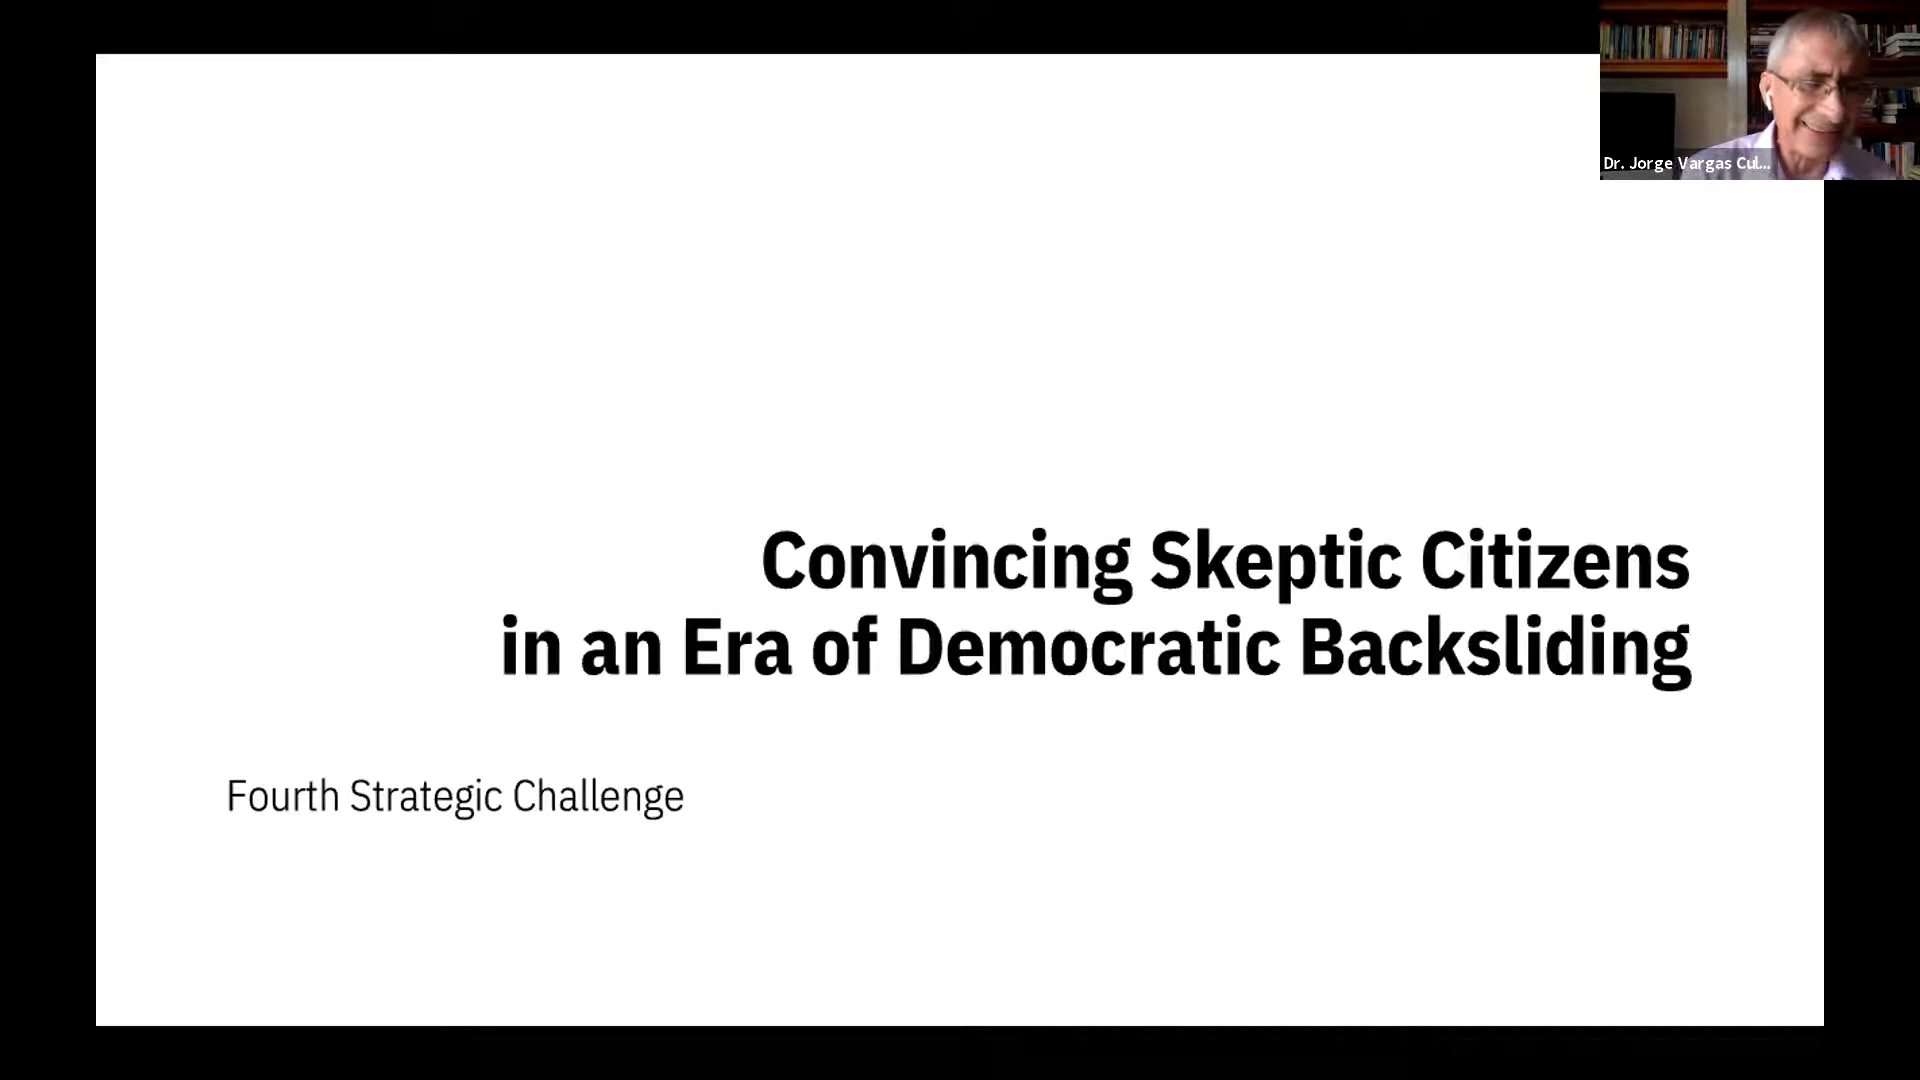 Dr. Jorge Vargas Cul...
Convincing Skeptic Citizens
in an Era of Democratic Backsliding
Fourth Strategic Challenge